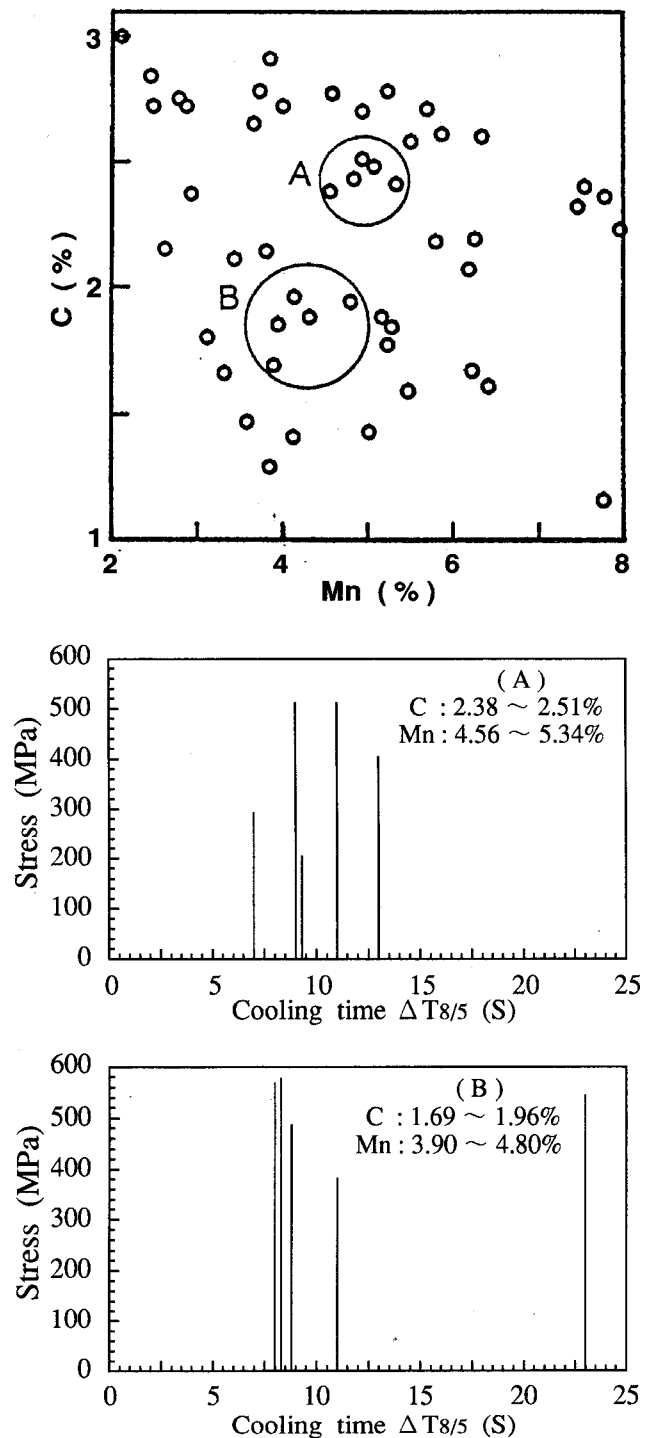 3
A
C (%)
2
B
1
2
4
6
8
Mn (%)
600
(A)
C : 2.38 ～ 2.51%
500
Mn : 4.56 ～ 5.34%
400
Stress (MPa)
300
200
100
0
0
5
10
15
20
25
Cooling time ΔT8/5 (S)
600
(B)
C : 1.69 ～ 1.96%
500
Mn : 3.90 ～ 4.80%
400
Stress (MPa)
300
200
100
0
0
5
10
15
20
25
Cooling time ΔT8/5 (S)